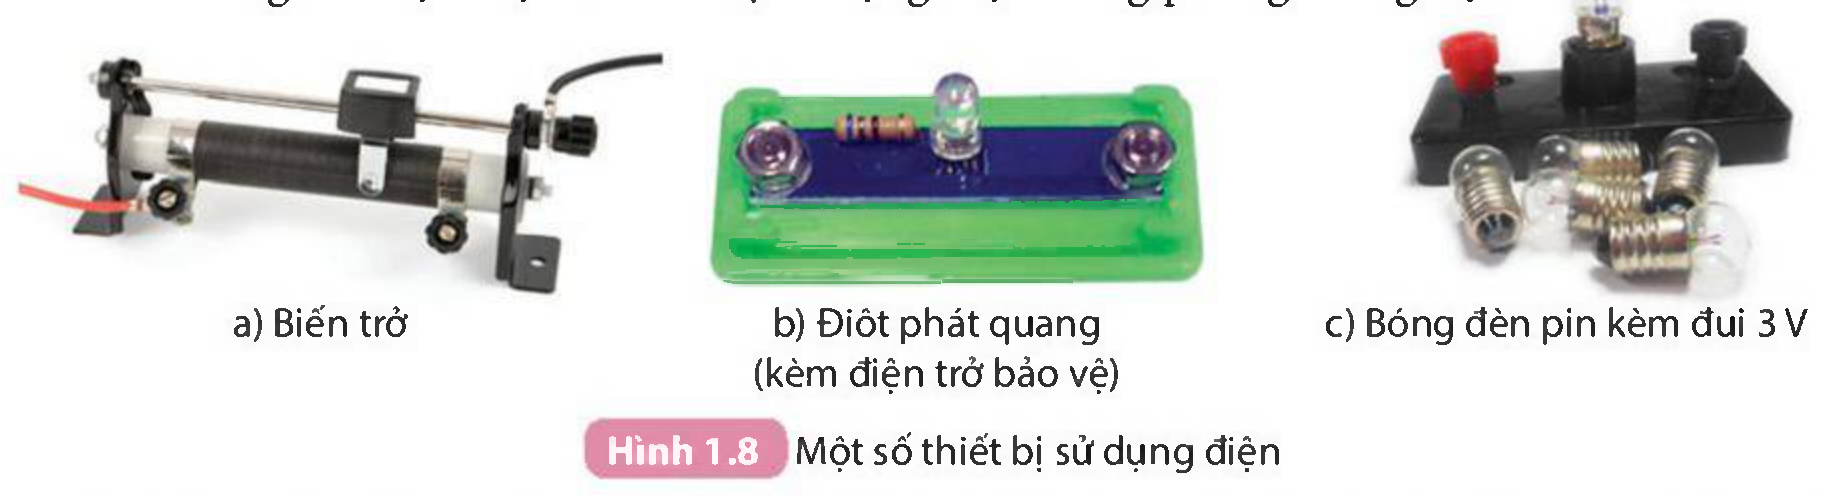 a) Biến trở
b) Điôt phát quang
(kèm điện trở bảo vệ)
c) Bóng đèn pin kèm đui 3 V
Hình 1.8 Một số thiết bị sử dụng điện